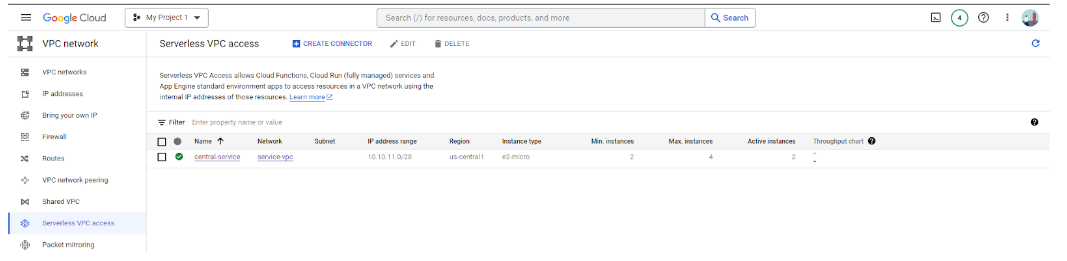 Google Cloud
My Project 1
Search (/) for resources, docs, products, and more
Search
4
VPC network
Serverless VPC access
CREATE CONNECTOR
EDIT
DELETE
VPC networks
IP addresses
Bring your own IP
Firewall
Routes
VPC network peering
Shared VPC
Serverless VPC access
Packet mirroring
Serverless VPC Access allows Cloud Functions, Cloud Run (fully managed) services and
App Engine standard environment apps to access resources in a VPC network using the
internal IP addresses of those resources. Learn more
Filter Enter property name or value
Name Network Subnet IP address range Region Instance type Min. instances Max. instances Active instances Throughput chart
central-service service-vpc 10.10.11.0/28 us-central1 e2-micro 2 4 2